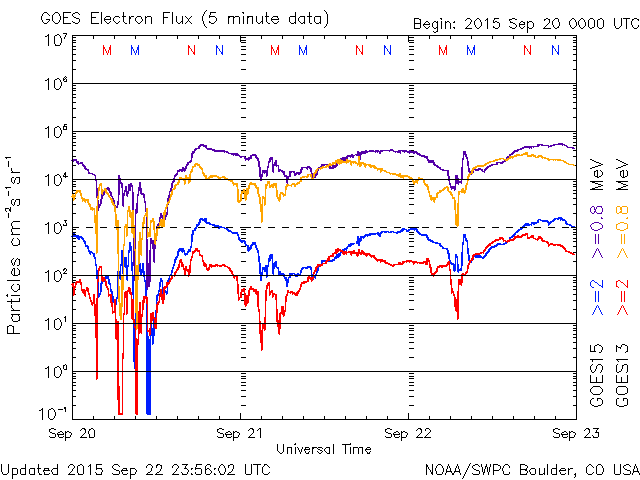 GOES Electron Flux (5 minute data)
Begin: 2015 Sep 20 0000 UTC
M M N N M M N N M M N N
10⁷
10⁶
10⁵
10⁴
10³
10²
10¹
10⁰
10⁻¹
Particles cm⁻²s⁻¹sr⁻¹
Sep 20 Sep 21 Sep 22 Sep 23
Universal Time
GOES15 >=2 >=0.8 MeV
GOES13 >=2 >=0.8 MeV
Updated 2015 Sep 22 23:56:02 UTC
NOAA/SWPC Boulder, CO USA